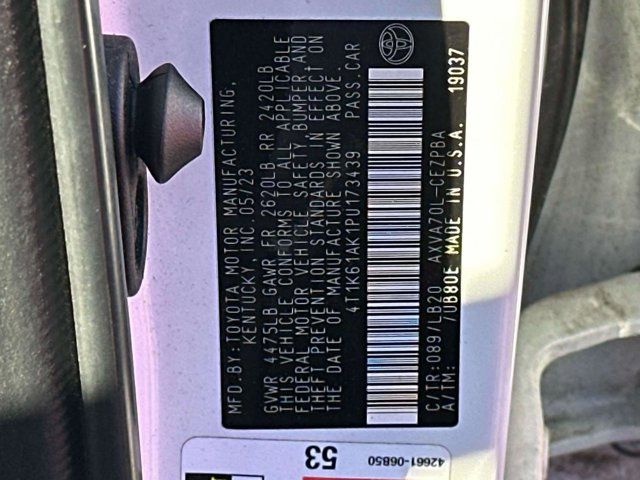 MFD. BY: TOYOTA MOTOR MANUFACTURING,
KENTUCKY, INC. 05/23
GVWR 4475LB GAWR FR 2670LB RR 2420LB
THIS VEHICLE CONFORMS TO ALL APPLICABLE
FEDERAL MOTOR VEHICLE SAFETY, BUMPER, AND
THEFT PREVENTION STANDARDS IN EFFECT ON
THE DATE OF MANUFACTURE SHOWN ABOVE.
4T1K61AK1PU173439 PASS.CAR
C/TR: 089/LB20 AXVA70L-CEZPBA
A/TM: /UB80E MADE IN U.S.A. 19037
53
42661-06B50